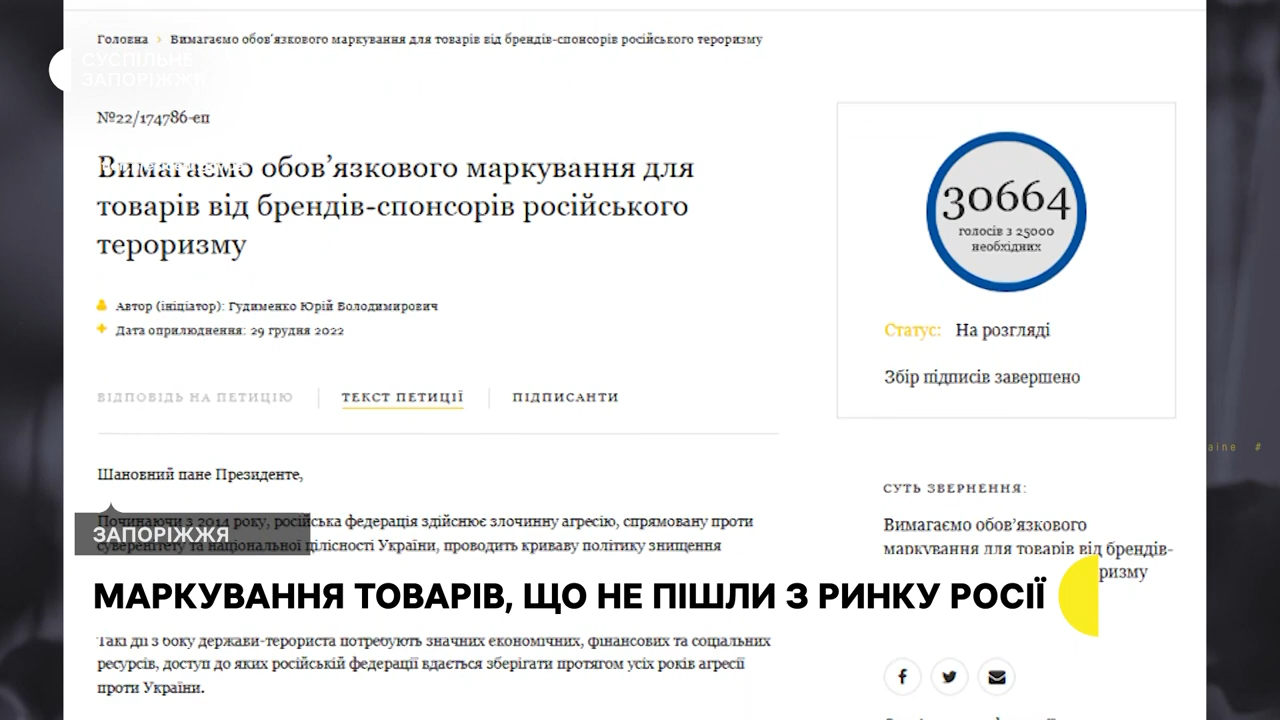 Головна › Вимагаємо обов'язкового маркування для товарів від брендів-спонсорів російського тероризму
СУСПІЛЬНЕ
ЗАПОРІЖЖЯ
№22/174786-еп
Вимагаємо обов’язкового маркування для
товарів від брендів-спонсорів російського
тероризму
Автор (ініціатор): Гудименко Юрій Володимирович
Дата оприлюднення: 29 грудня 2022
ВІДПОВІДЬ НА ПЕТИЦІЮ
ТЕКСТ ПЕТИЦІЇ
ПІДПИСАНТИ
Шановний пане Президенте,
Починаючи з 2014 року, російська федерація здійснює злочинну агресію, спрямовану проти
суверенітету та національної цілісності України, проводить криваву політику знищення
Такі дії з боку держави-терориста потребують значних економічних, фінансових та соціальних
ресурсів, доступ до яких російській федерації вдається зберігати протягом усіх років агресії
проти України.
30664
голосів з 25000
необхідних
Статус: На розгляді
Збір підписів завершено
СУТЬ ЗВЕРНЕННЯ:
Вимагаємо обов’язкового
маркування для товарів від брендів-
ризму
aine #
ЗАПОРІЖЖЯ
МАРКУВАННЯ ТОВАРІВ, ЩО НЕ ПІШЛИ З РИНКУ РОСІЇ